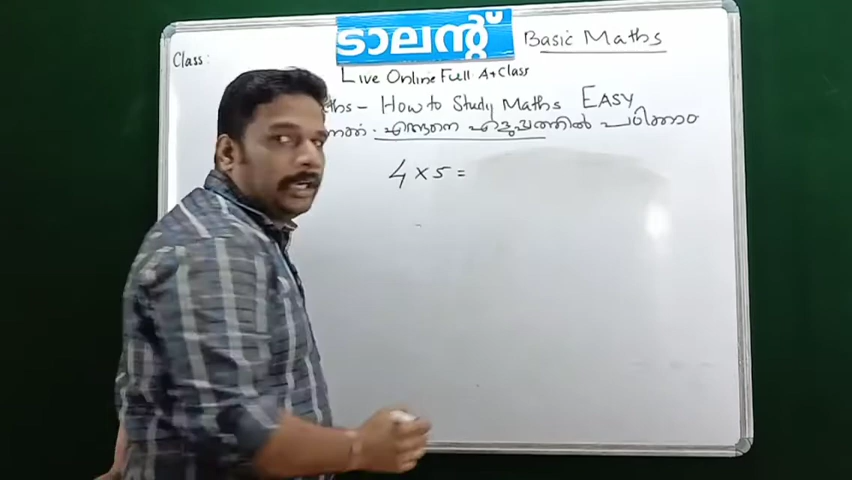 Class:
ടാലന്റ്
Basic Maths
Live Online Full A+ Class
ths - How to Study Maths EASY
എങ്ങനെ എളുപ്പത്തിൽ പഠിക്കാം
4 x 5 =